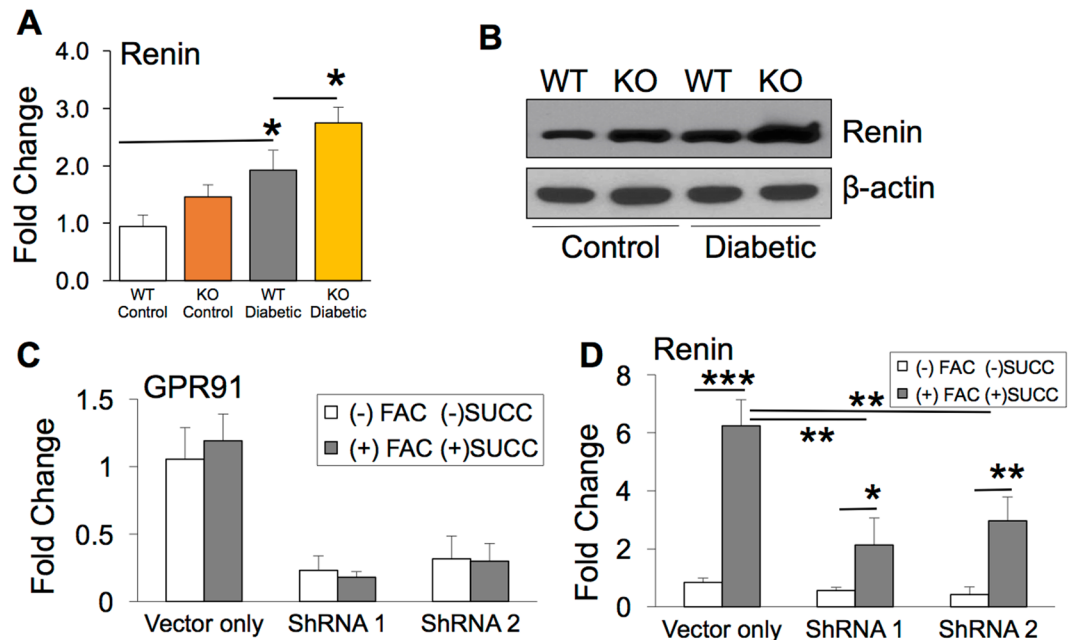 A
Renin
Fold Change
4.0
3.0
2.0
1.0
0.0
*
*
WT
Control
KO
Control
WT
Diabetic
KO
Diabetic
B
WT KO WT KO
Renin
β-actin
Control Diabetic
C
GPR91
Fold Change
1.5
1
0.5
0
(-) FAC (-)SUCC
(+) FAC (+)SUCC
Vector only ShRNA 1 ShRNA 2
D
Renin
Fold Change
8
6
4
2
0
(-) FAC (-)SUCC
(+) FAC (+)SUCC
***
**
**
*
**
Vector only ShRNA 1 ShRNA 2